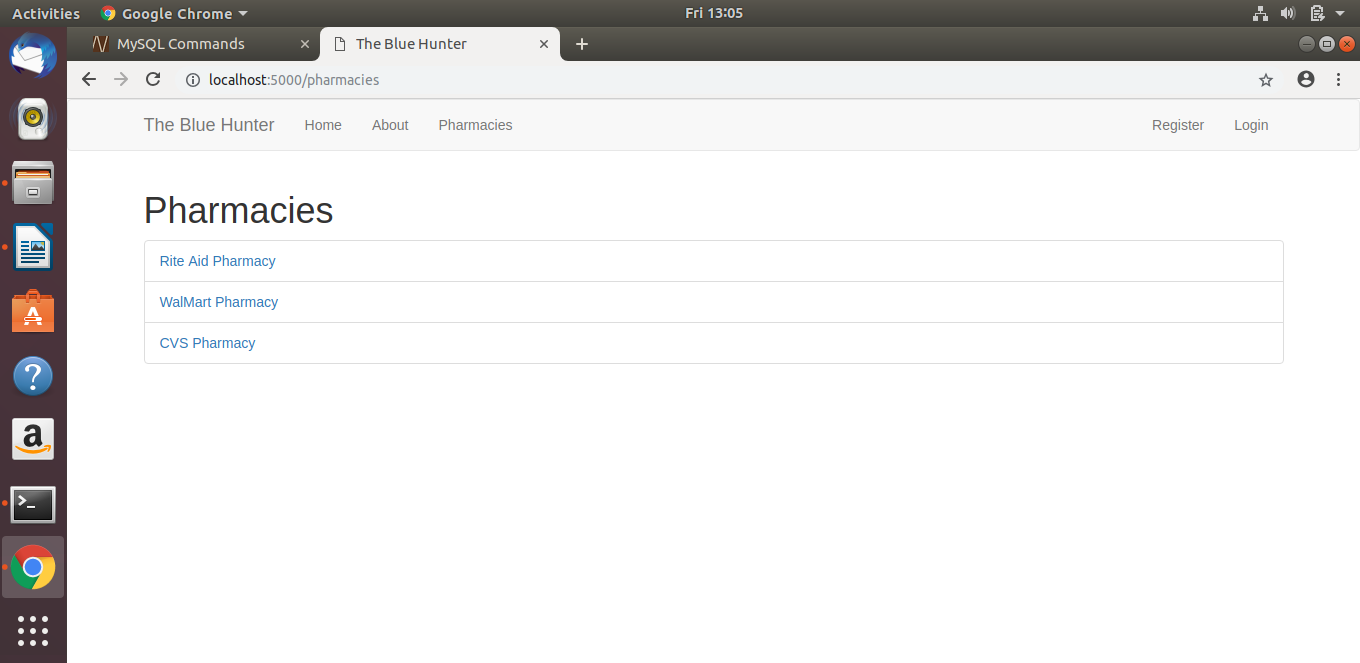 Activities Google Chrome Fri 13:05
MySQL Commands The Blue Hunter
localhost:5000/pharmacies
The Blue Hunter Home About Pharmacies Register Login
Pharmacies
Rite Aid Pharmacy
WalMart Pharmacy
CVS Pharmacy